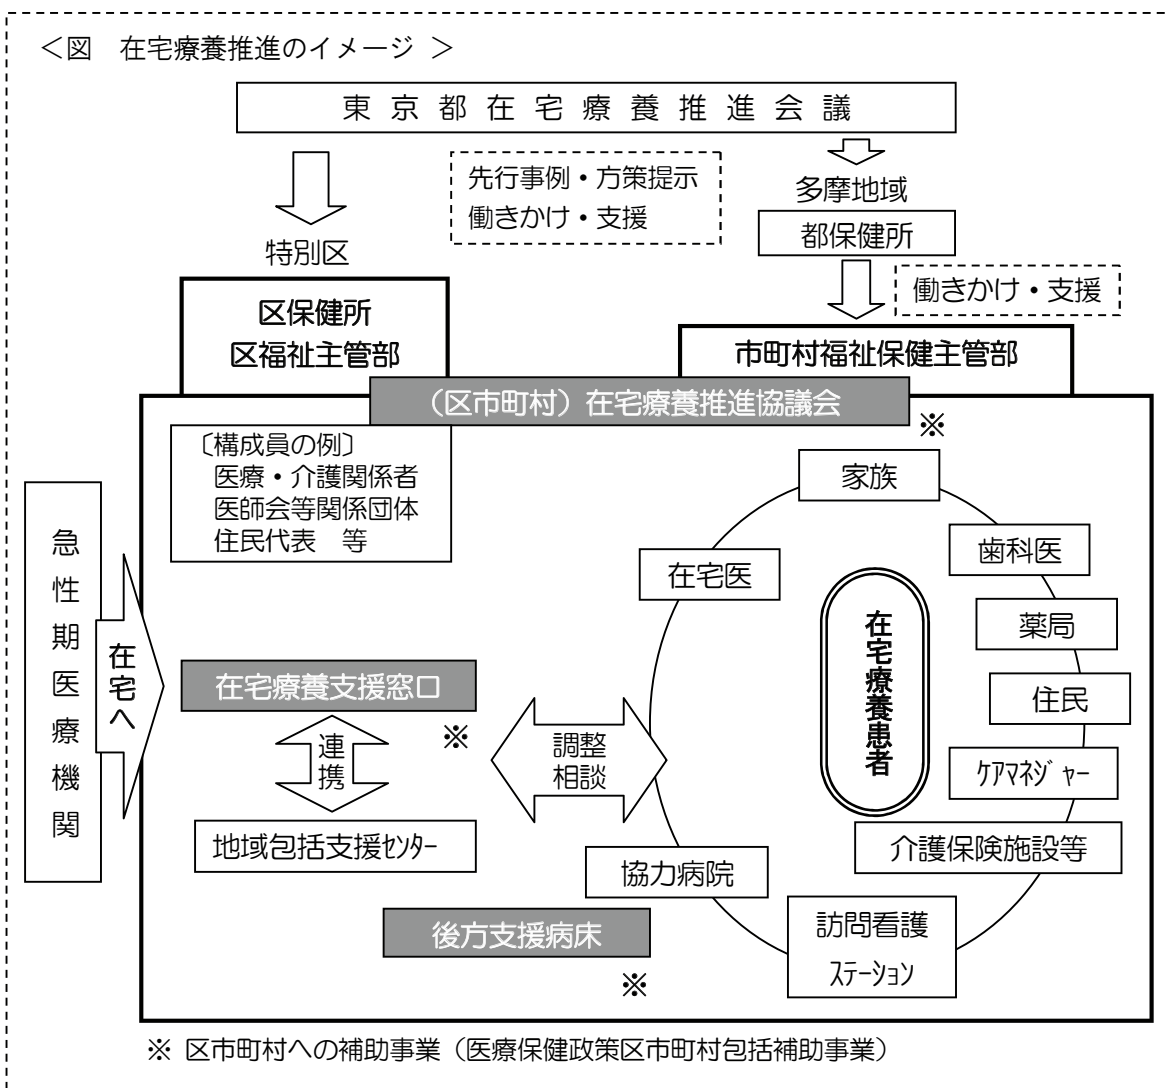 ＜図　在宅療養推進のイメージ ＞
東京都在宅療養推進会議
先行事例・方策提示
働きかけ・支援
多摩地域
都保健所
特別区
働きかけ・支援
区保健所
区福祉主管部
市町村福祉保健主管部
（区市町村）在宅療養推進協議会
※
〔構成員の例〕
医療・介護関係者
医師会等関係団体
住民代表　等
急性期医療機関
在宅へ
在宅療養支援窓口
※
連携
地域包括支援ｾﾝﾀｰ
調整
相談
後方支援病床
※
家族
在宅医
歯科医
薬局
住民
ｹｱﾏﾈｼﾞｬｰ
介護保険施設等
協力病院
訪問看護
ｽﾃｰｼｮﾝ
在宅療養患者
※ 区市町村への補助事業（医療保健政策区市町村包括補助事業）